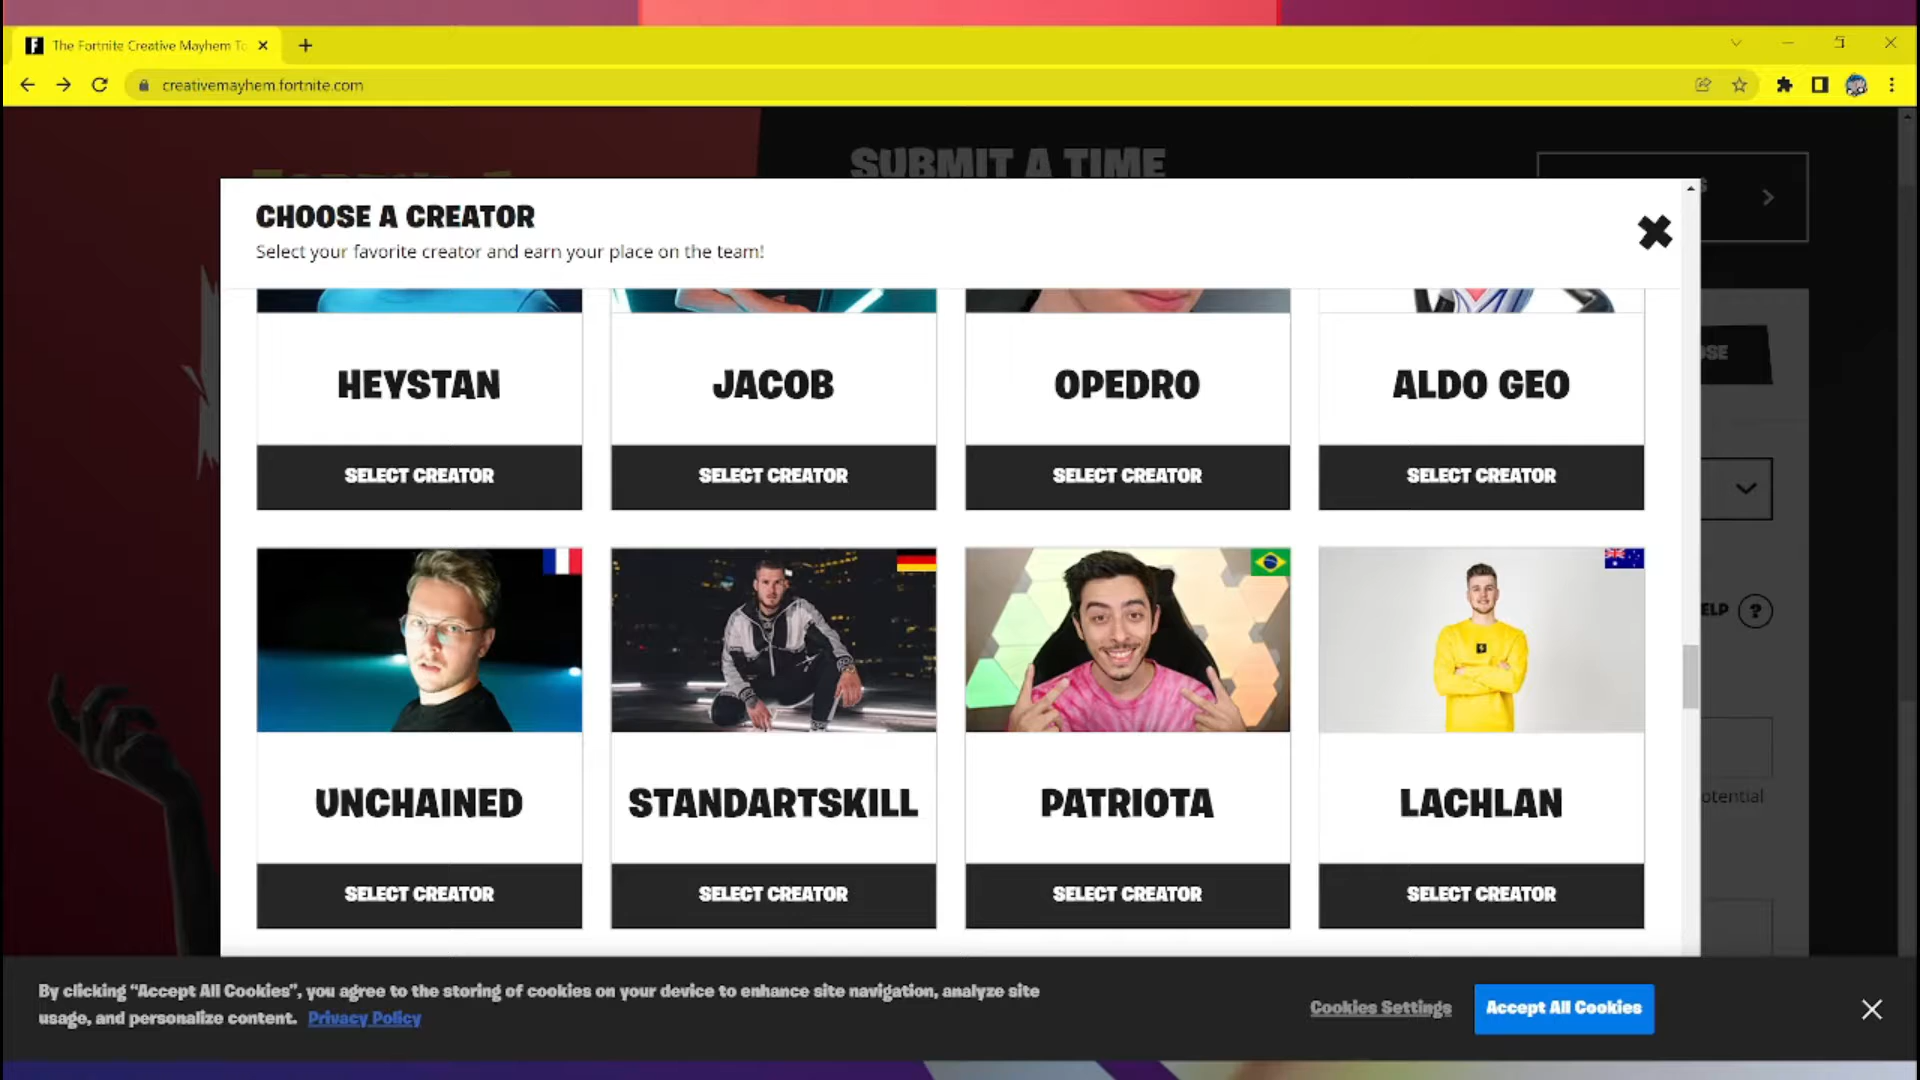 The Fortnite Creative Mayhem To
creativemayhem.fortnite.com
SUBMIT A TIME
CHOOSE A CREATOR
Select your favorite creator and earn your place on the team!
HEYSTAN
JACOB
OPEDRO
ALDO GEO
SELECT CREATOR
SELECT CREATOR
SELECT CREATOR
SELECT CREATOR
UNCHAINED
STANDARTSKILL
PATRIOTA
LACHLAN
SELECT CREATOR
SELECT CREATOR
SELECT CREATOR
SELECT CREATOR
By clicking “Accept All Cookies”, you agree to the storing of cookies on your device to enhance site navigation, analyze site
usage, and personalize content. Privacy Policy
Cookies Settings
Accept All Cookies